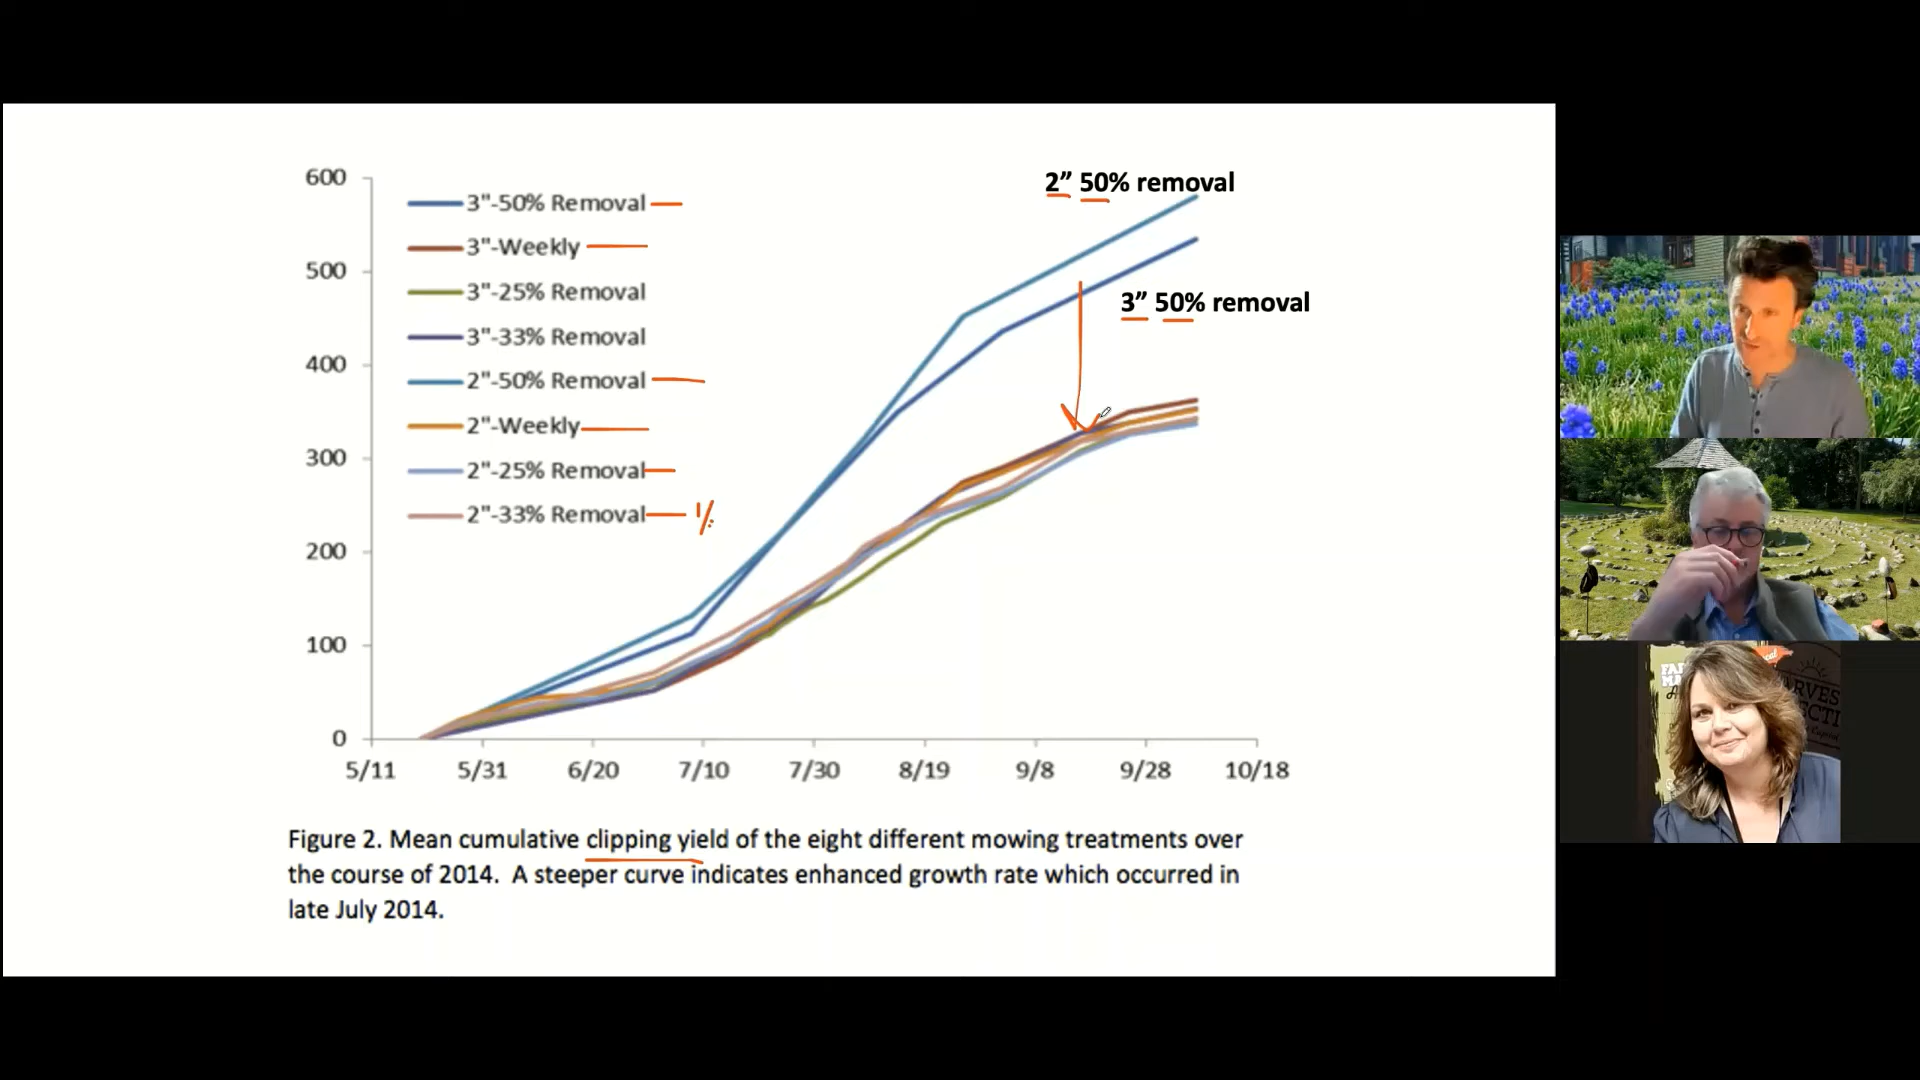 600
500
400
300
200
100
0
3"-50% Removal
3"-Weekly
3"-25% Removal
3"-33% Removal
2"-50% Removal
2"-Weekly
2"-25% Removal
2"-33% Removal
2” 50% removal
3” 50% removal
5/11 5/31 6/20 7/10 7/30 8/19 9/8 9/28 10/18
Figure 2. Mean cumulative clipping yield of the eight different mowing treatments over
the course of 2014. A steeper curve indicates enhanced growth rate which occurred in
late July 2014.